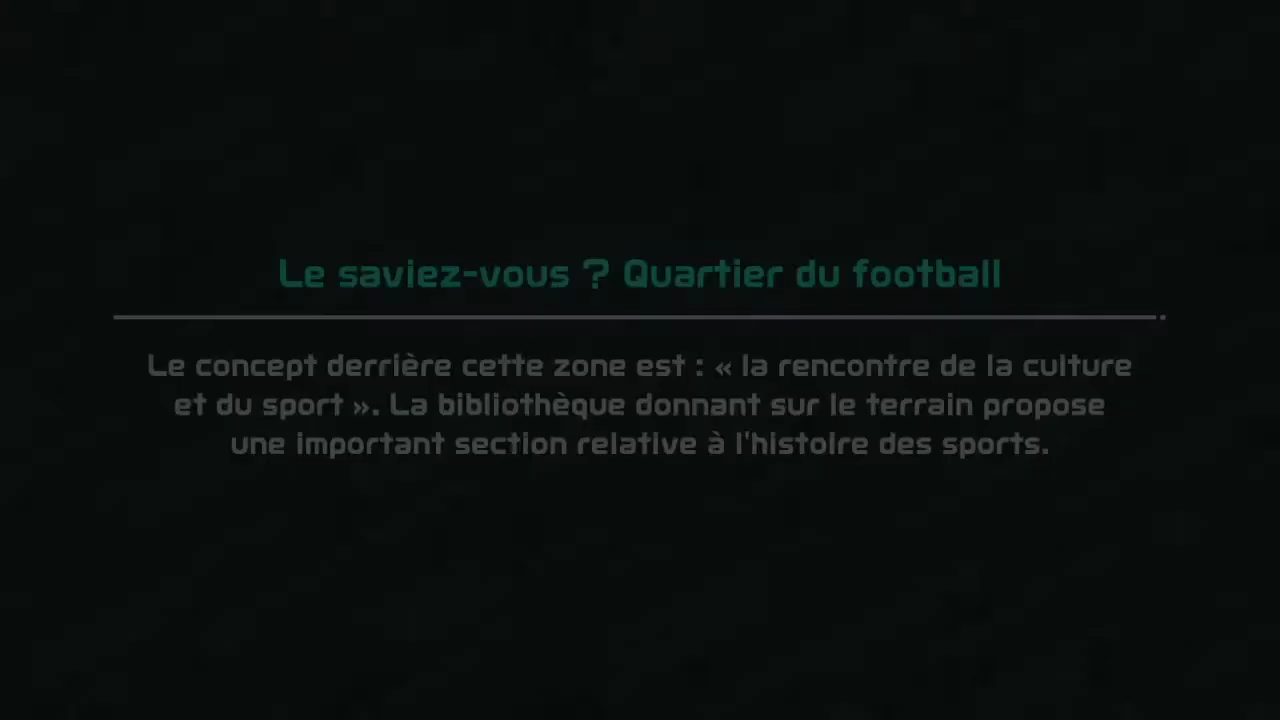 Le saviez-vous ? Quartier du football
Le concept derrière cette zone est : « la rencontre de la culture
et du sport ». La bibliothèque donnant sur le terrain propose
une important section relative à l'histoire des sports.